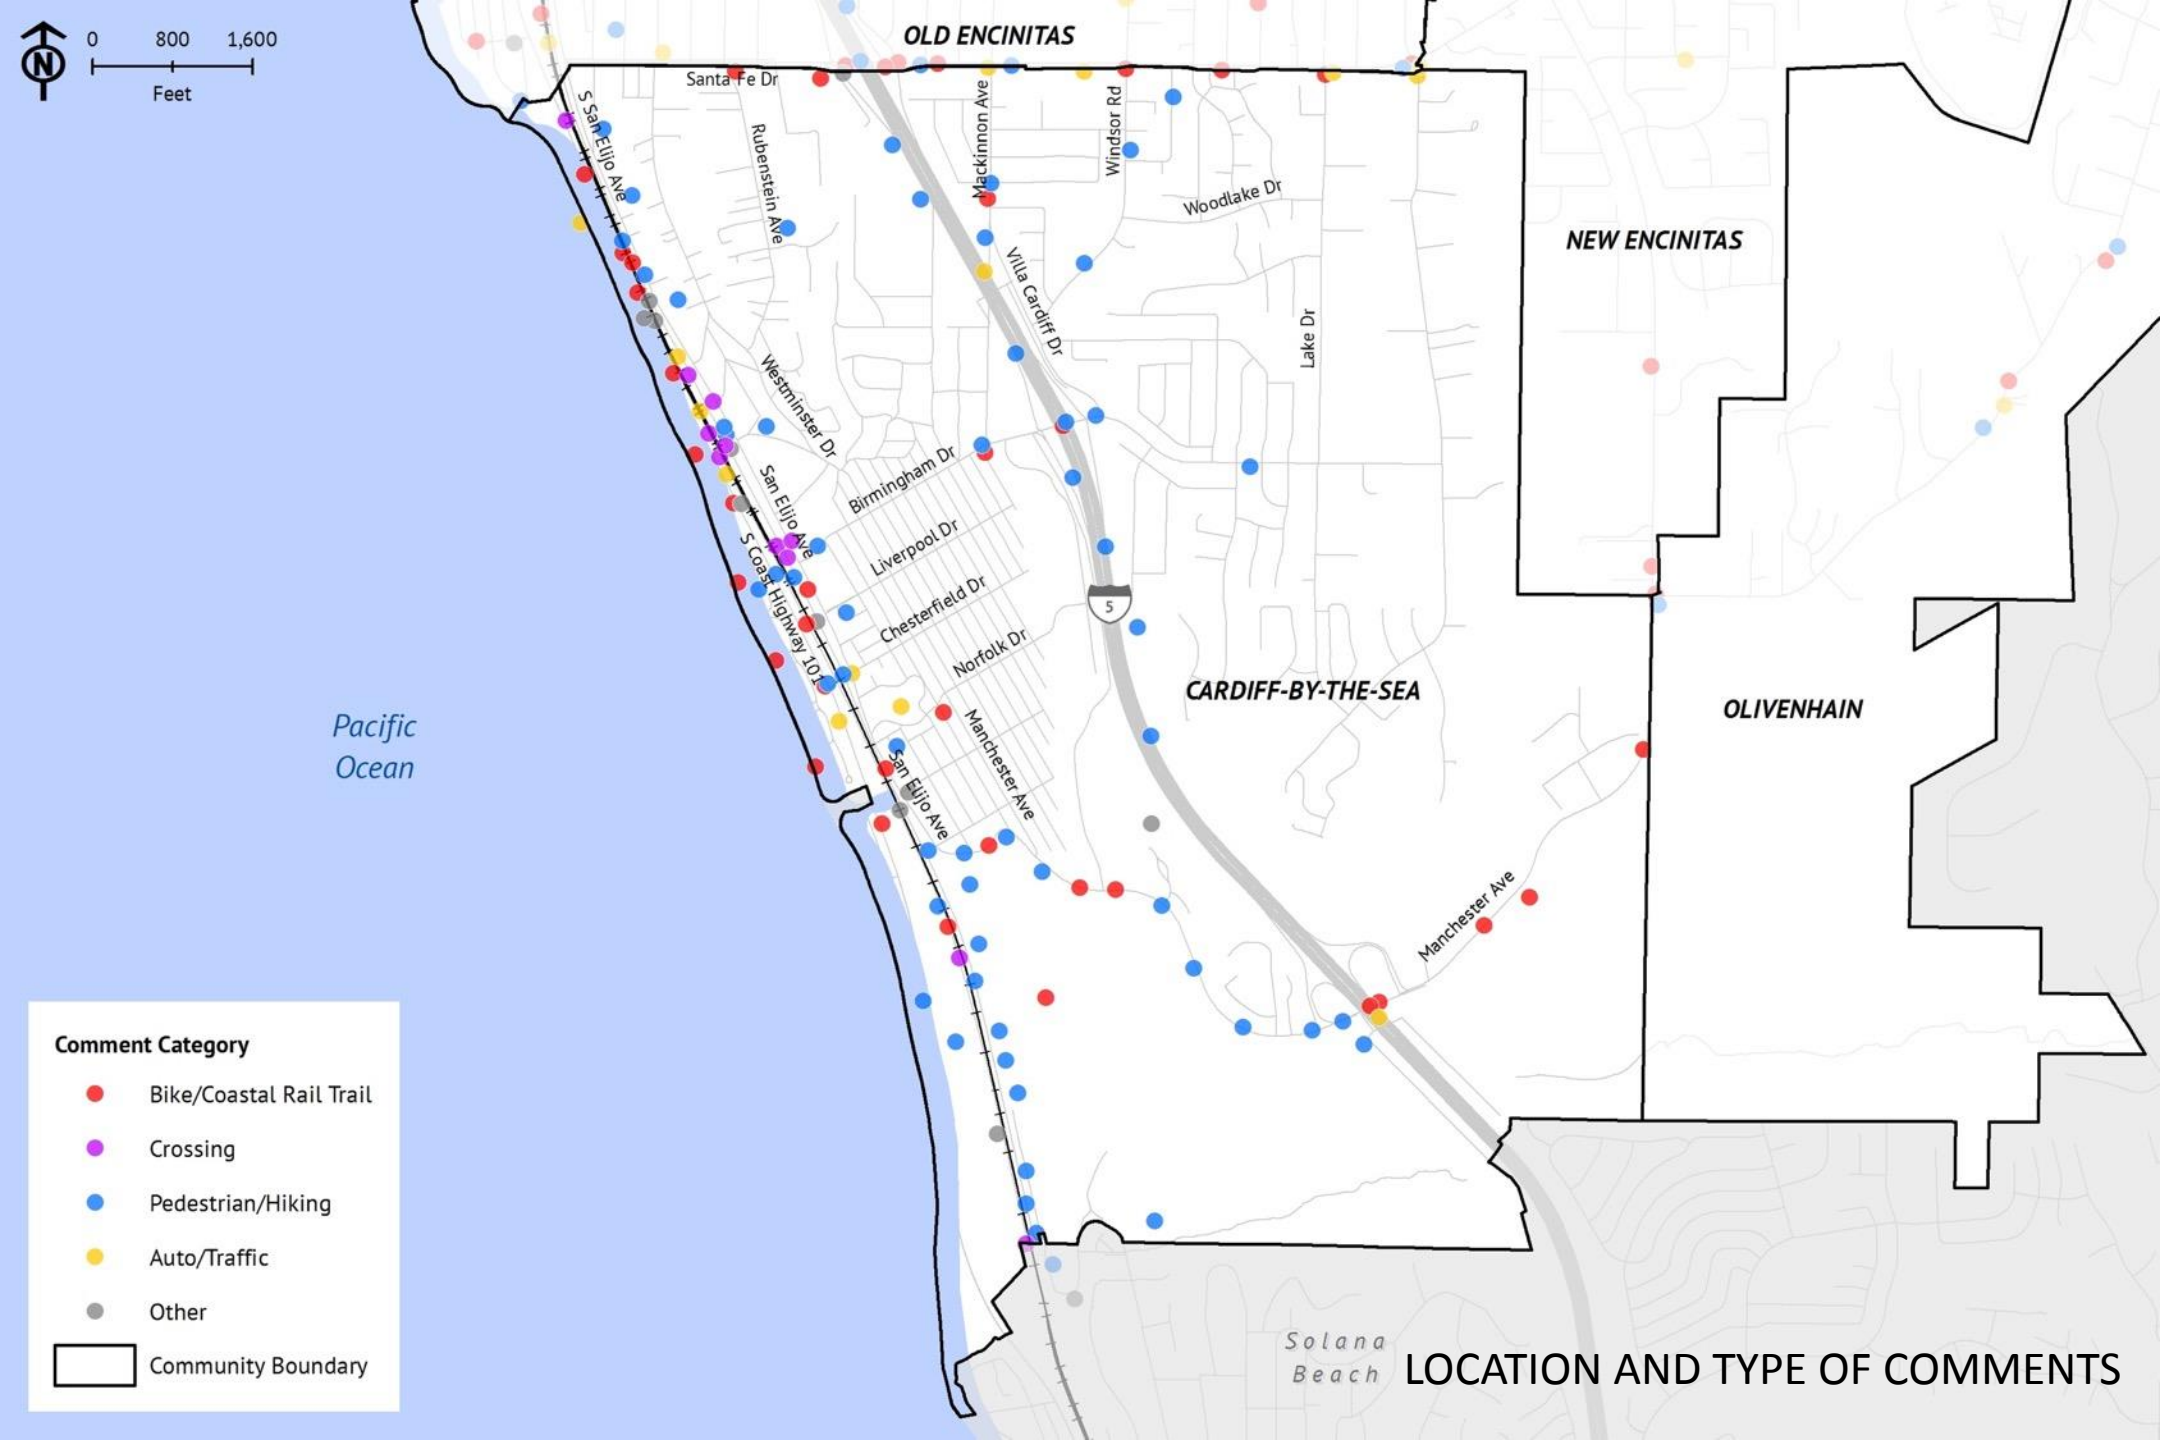 OLD ENCINITAS
N
0 800 1,600
Feet
Santa Fe Dr
S San Elijo Ave
Rubenstein Ave
Mackinnon Ave
Windsor Rd
Woodlake Dr
NEW ENCINITAS
Villa Cardiff Dr
Lake Dr
Westminster Dr
Birmingham Dr
San Elijo Ave
Liverpool Dr
S Coast Highway 101
Chesterfield Dr
5
Norfolk Dr
CARDIFF-BY-THE-SEA
OLIVENHAIN
Pacific
Ocean
Manchester Ave
San Elijo Ave
Manchester Ave
Comment Category
Bike/Coastal Rail Trail
Crossing
Pedestrian/Hiking
Auto/Traffic
Other
Community Boundary
Solana
Beach
LOCATION AND TYPE OF COMMENTS